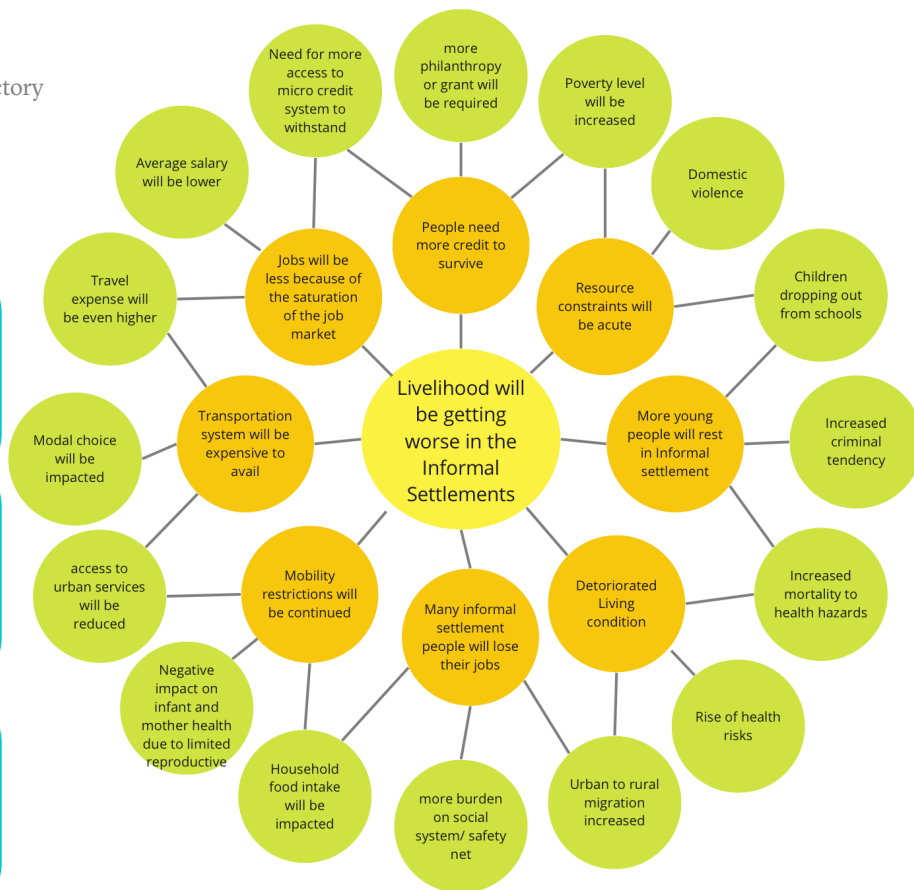 ctory
Need for more
access to
micro credit
system to
withstand
more
philanthropy
or grant will
be required
Poverty level
will be
increased
Domestic
violence
Average salary
will be lower
People need
more credit to
survive
Jobs will be
less because of
the saturation
of the job
market
Resource
constraints will
be acute
Children
dropping out
from schools
Travel
expense will
be even higher
Livelihood will
be getting
worse in the
Informal
Settlements
Transportation
system will be
expensive to
avail
More young
people will rest
in Informal
settlement
Increased
criminal
tendency
Modal choice
will be
impacted
access to
urban services
will be
reduced
Mobility
restrictions will
be continued
Many informal
settlement
people will lose
their jobs
Detoriorated
Living
condition
Increased
mortality to
health hazards
Negative
impact on
infant and
mother health
due to limited
reproductive
Rise of health
risks
Household
food intake
will be
impacted
more burden
on social
system/ safety
net
Urban to rural
migration
increased